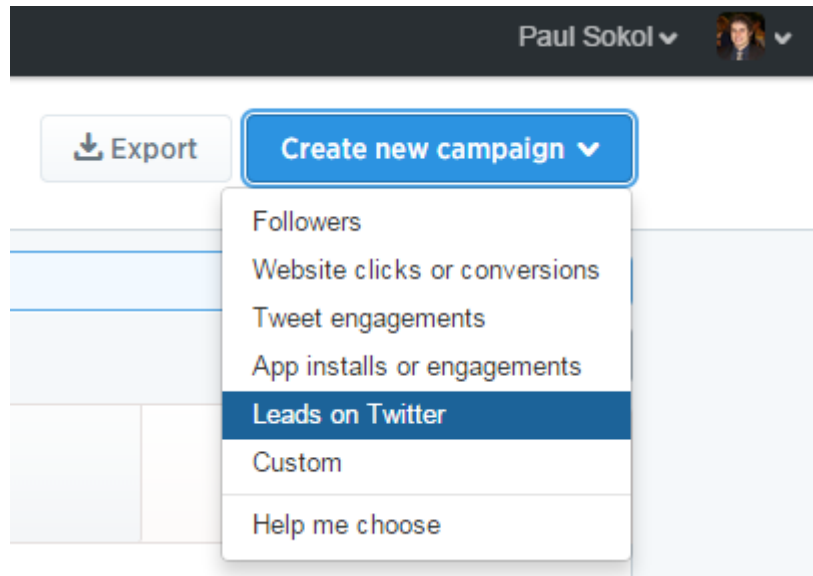 Paul Sokol
Export
Create new campaign
Followers
Website clicks or conversions
Tweet engagements
App installs or engagements
Leads on Twitter
Custom
Help me choose